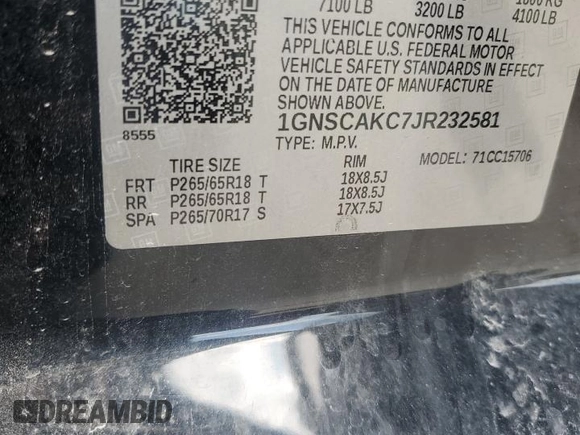 7100 LB
3200 LB
4100 LB
THIS VEHICLE CONFORMS TO ALL
APPLICABLE U.S. FEDERAL MOTOR
VEHICLE SAFETY STANDARDS IN EFFECT
ON THE DATE OF MANUFACTURE
SHOWN ABOVE.
8555
1GNSCAKC7JR232581
TYPE: M.P.V.
MODEL: 71CC15706
TIRE SIZE RIM
FRT P265/65R18 T 18X8.5J
RR P265/65R18 T 18X8.5J
SPA P265/70R17 S 17X7.5J
DREAMBID